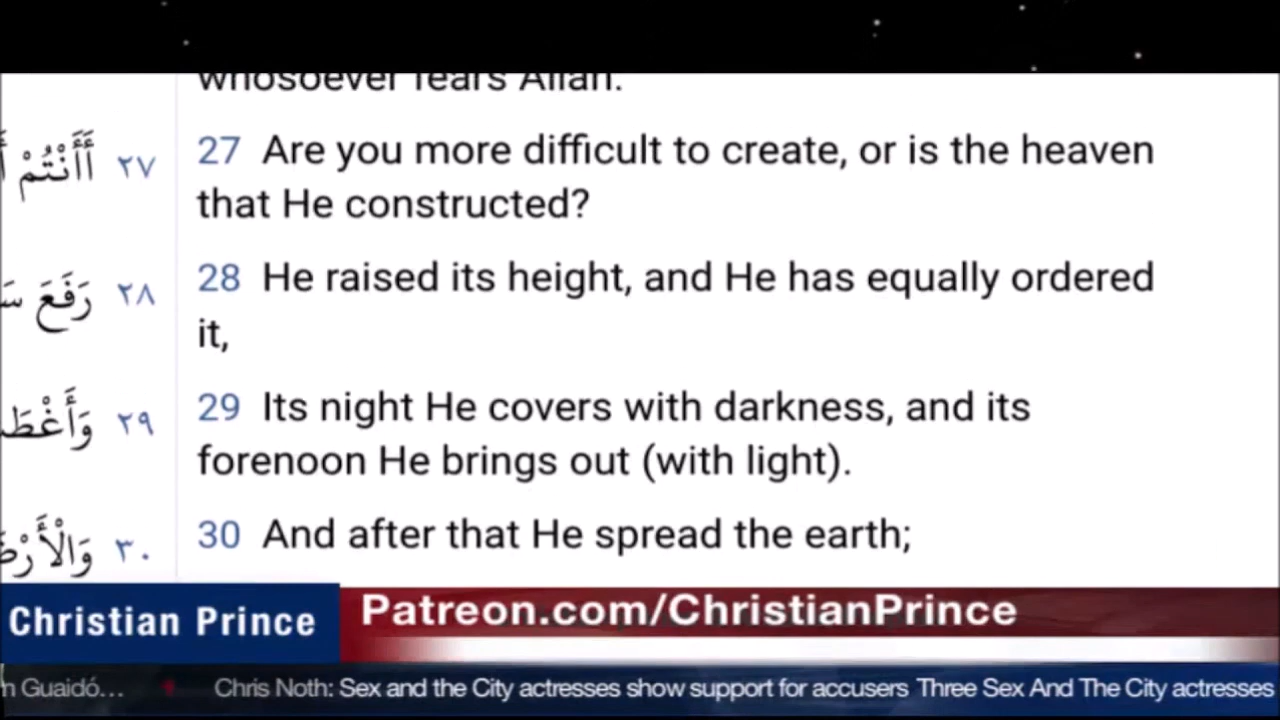 whosoever fears Allah.
27 Are you more difficult to create, or is the heaven
أَأَنْتُمْ ٢٧
that He constructed?
28 He raised its height, and He has equally ordered
رَفَعَ ٢٨
it,
29 Its night He covers with darkness, and its
٢٩
forenoon He brings out (with light).
30 And after that He spread the earth;
٣٠
Christian Prince
Patreon.com/ChristianPrince
n Guaidó... Chris Noth: Sex and the City actresses show support for accusers Three Sex And The City actresses